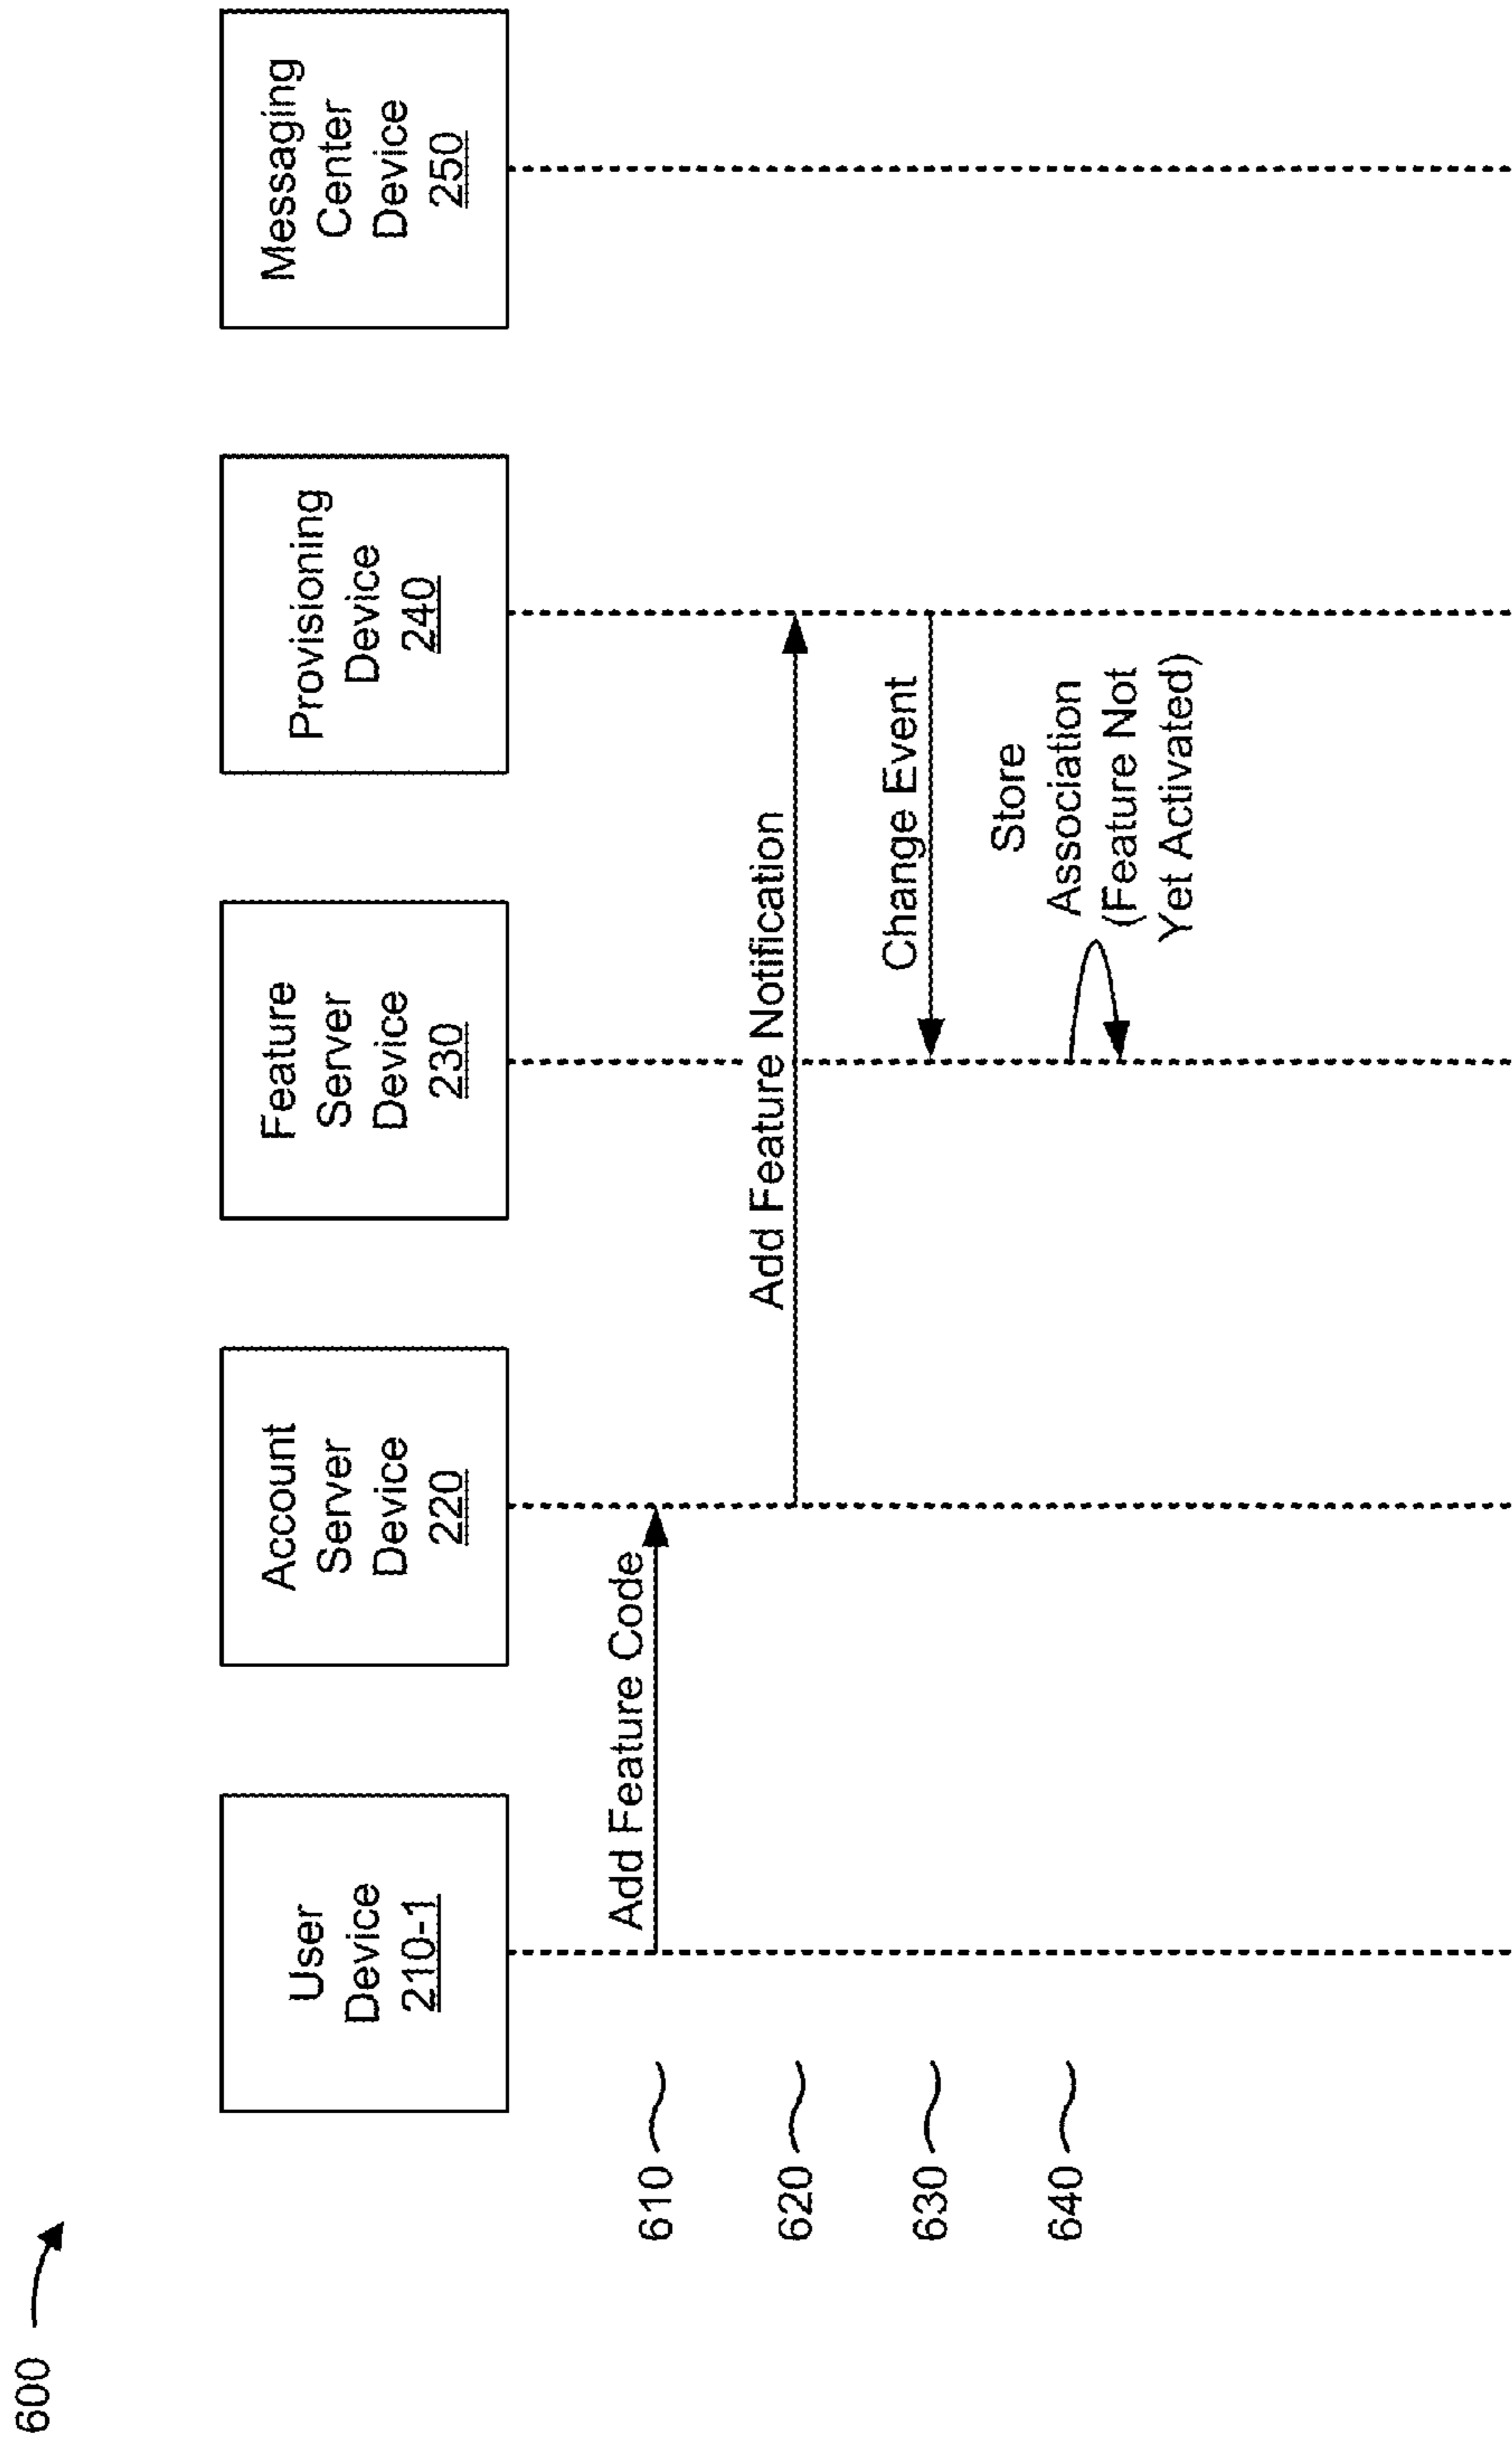 600
User
Device
210-1
Account
Server
Device
220
Feature
Server
Device
230
Provisioning
Device
240
Messaging
Center
Device
250
610
Add Feature Code
620
Add Feature Notification
630
Change Event
640
Store
Association
(Feature Not
Yet Activated)